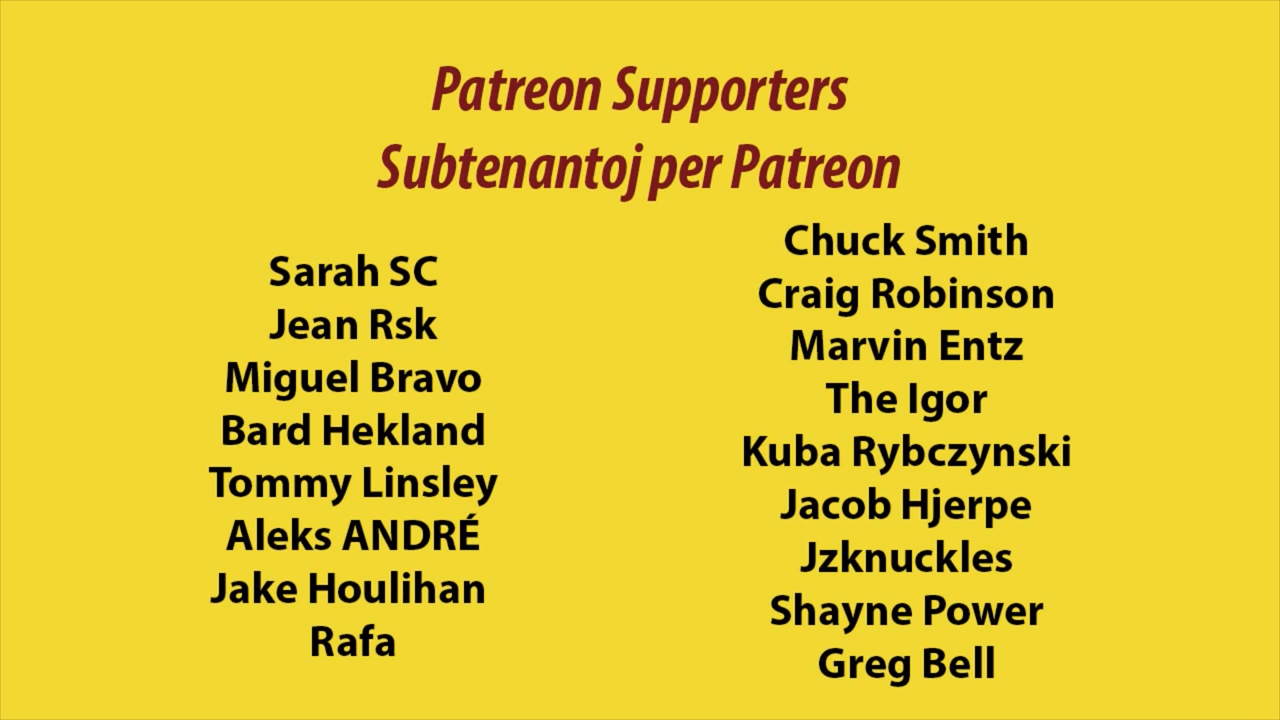 Patreon Supporters
Subtenantoj per Patreon
Sarah SC
Jean Rsk
Miguel Bravo
Bard Hekland
Tommy Linsley
Aleks ANDRÉ
Jake Houlihan
Rafa
Chuck Smith
Craig Robinson
Marvin Entz
The Igor
Kuba Rybczynski
Jacob Hjerpe
Jzknuckles
Shayne Power
Greg Bell